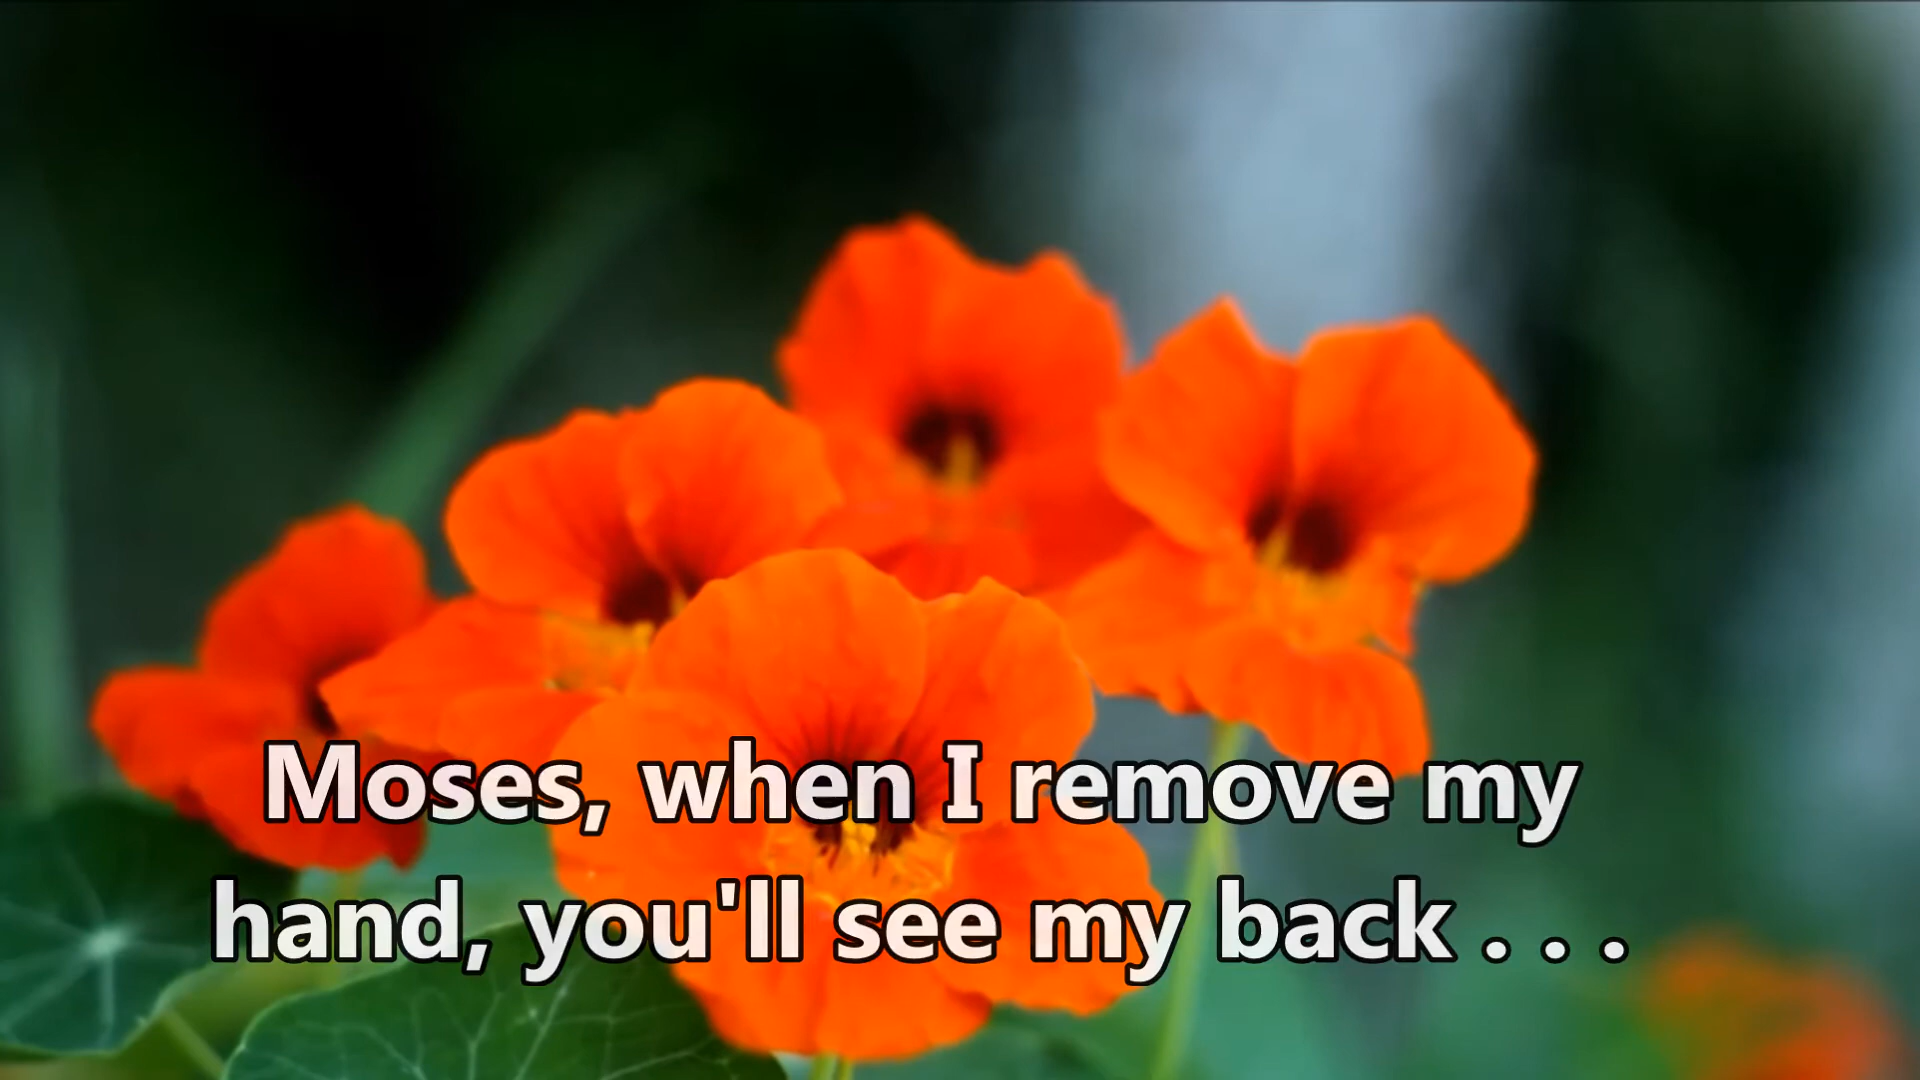 Moses, when I remove my
hand, you'll see my back . . .